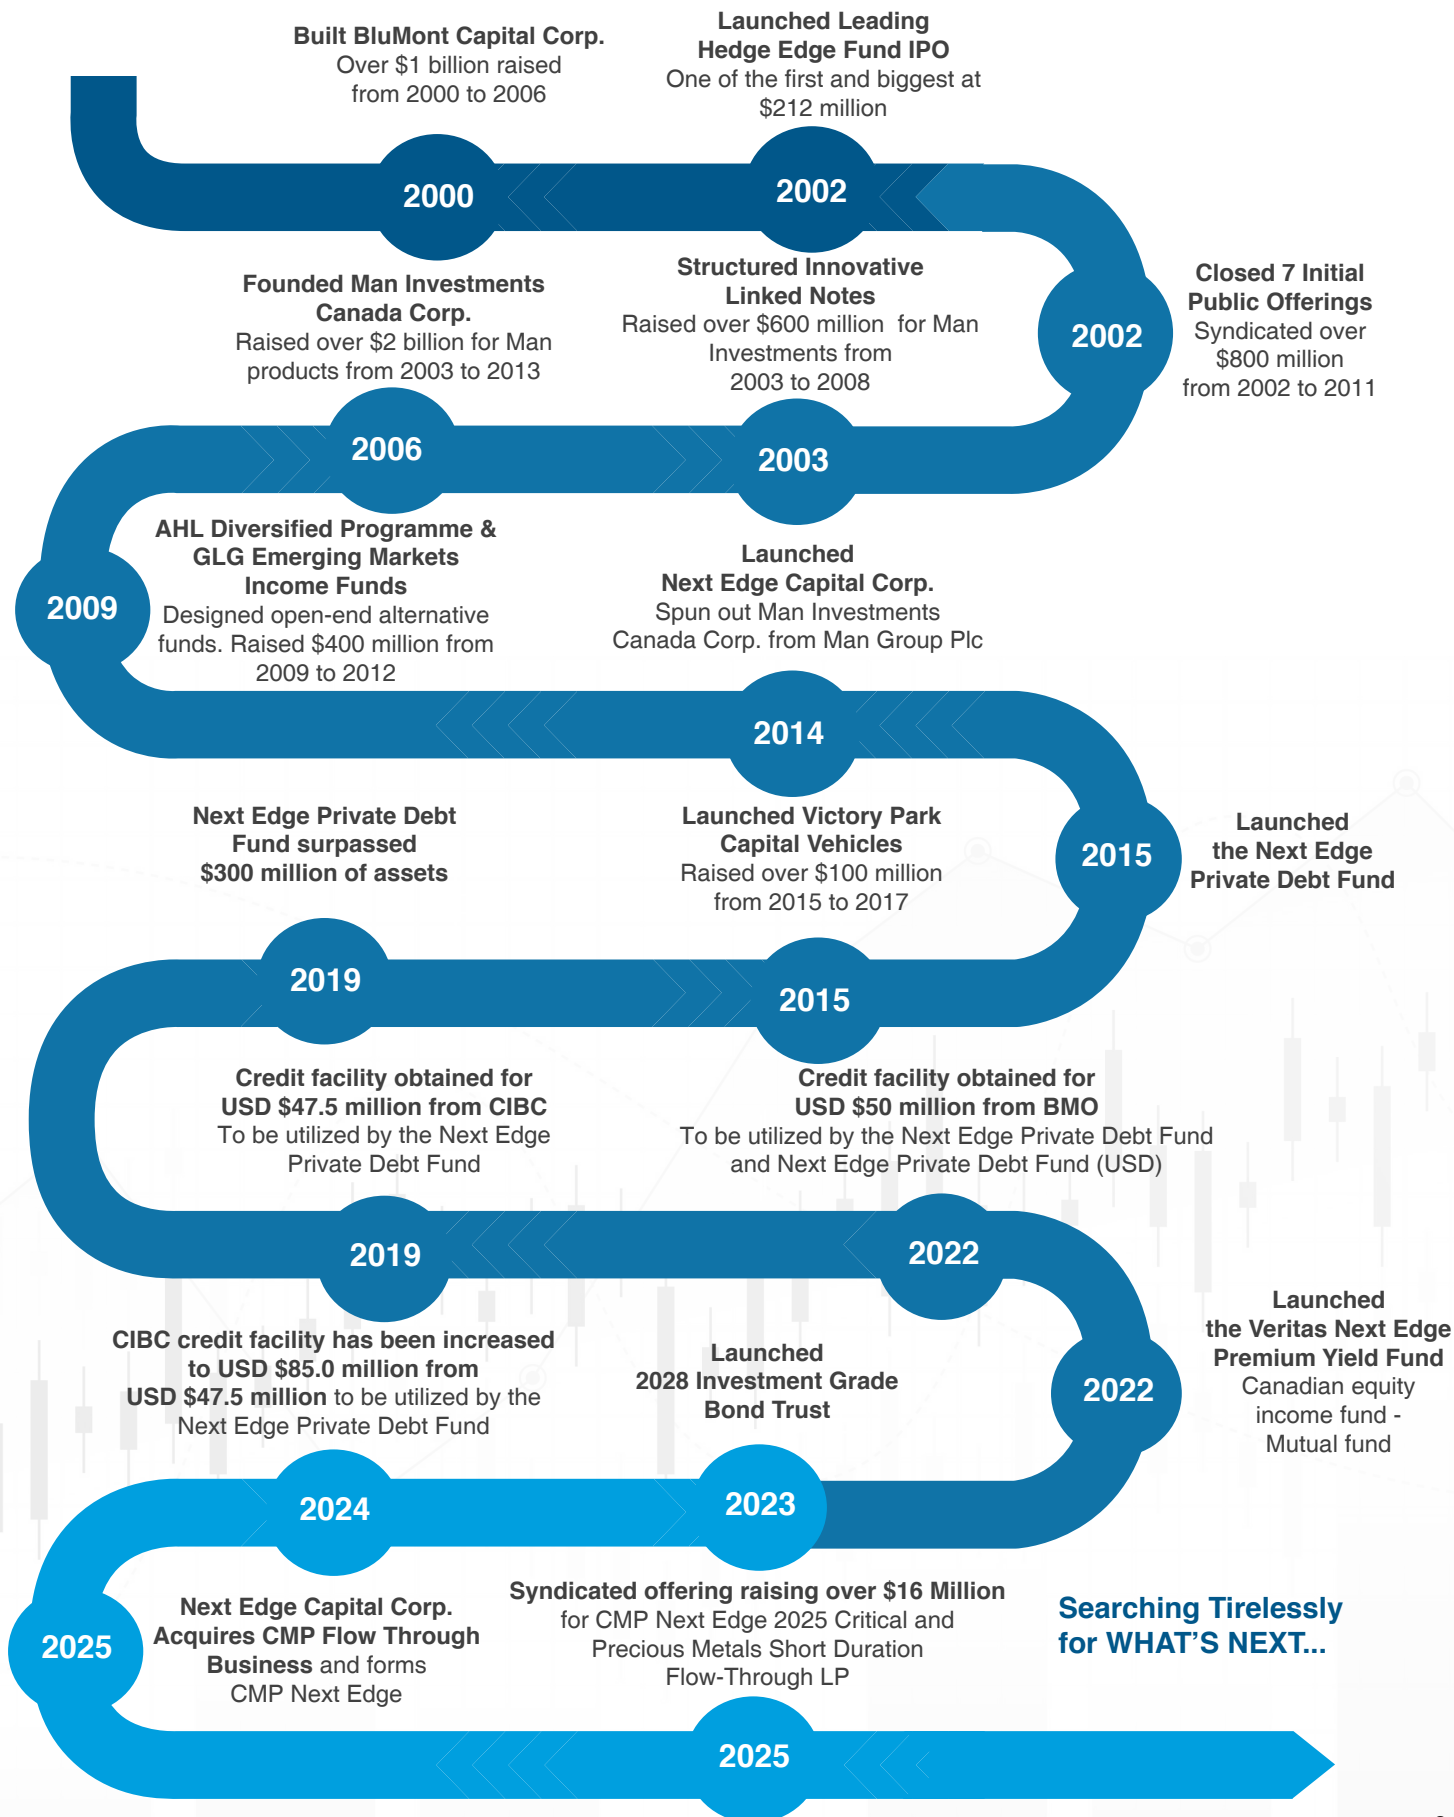 Built BluMont Capital Corp.
Over $1 billion raised
from 2000 to 2006
2000
Launched Leading
Hedge Edge Fund IPO
One of the first and biggest at
$212 million
2002
Closed 7 Initial
Public Offerings
Syndicated over
$800 million
from 2002 to 2011
2002
Structured Innovative
Linked Notes
Raised over $600 million for Man
Investments from
2003 to 2008
2003
Founded Man Investments
Canada Corp.
Raised over $2 billion for Man
products from 2003 to 2013
2006
2009
AHL Diversified Programme &
GLG Emerging Markets
Income Funds
Designed open-end alternative
funds. Raised $400 million from
2009 to 2012
Launched
Next Edge Capital Corp.
Spun out Man Investments
Canada Corp. from Man Group Plc
2014
Launched
the Next Edge
Private Debt Fund
2015
Launched Victory Park
Capital Vehicles
Raised over $100 million
from 2015 to 2017
2015
Next Edge Private Debt
Fund surpassed
$300 million of assets
2019
Credit facility obtained for
USD $47.5 million from CIBC
To be utilized by the Next Edge
Private Debt Fund
2019
Credit facility obtained for
USD $50 million from BMO
To be utilized by the Next Edge Private Debt Fund
and Next Edge Private Debt Fund (USD)
2022
Launched
the Veritas Next Edge
Premium Yield Fund
Canadian equity
income fund -
Mutual fund
2022
Launched
2028 Investment Grade
Bond Trust
2023
CIBC credit facility has been increased
to USD $85.0 million from
USD $47.5 million to be utilized by the
Next Edge Private Debt Fund
2024
2025
Next Edge Capital Corp.
Acquires CMP Flow Through
Business and forms
CMP Next Edge
Syndicated offering raising over $16 Million
for CMP Next Edge 2025 Critical and
Precious Metals Short Duration
Flow-Through LP
2025
Searching Tirelessly
for WHAT'S NEXT...